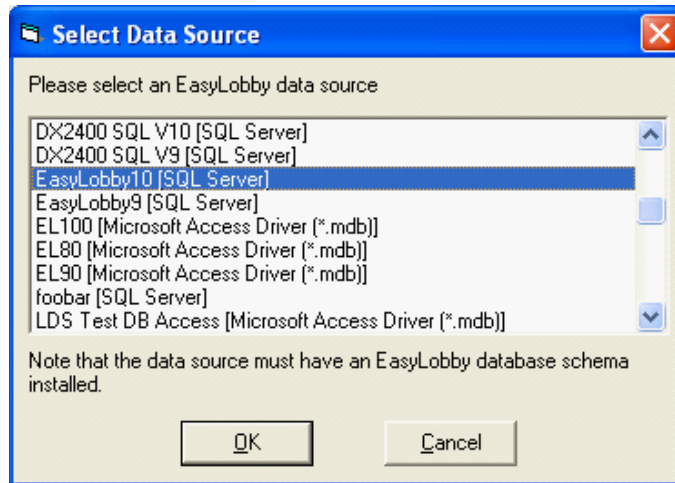 Select Data Source
Please select an EasyLobby data source
DX2400 SQL V10 [SQL Server]
DX2400 SQL V9 [SQL Server]
EasyLobby10 [SQL Server]
EasyLobby9 [SQL Server]
EL100 [Microsoft Access Driver (*.mdb)]
EL80 [Microsoft Access Driver (*.mdb)]
EL90 [Microsoft Access Driver (*.mdb)]
foobar [SQL Server]
LDS Test DB Access [Microsoft Access Driver (*.mdb)]
Note that the data source must have an EasyLobby database schema
installed.
OK Cancel